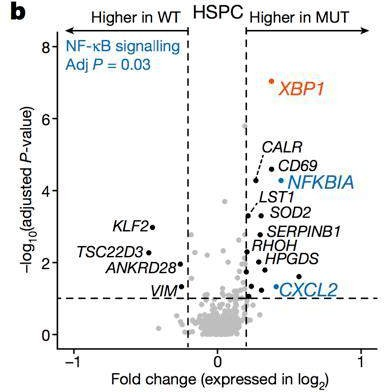 b
HSPC
Higher in WT
Higher in MUT
NF-κB signalling
Adj P = 0.03
XBP1
CALR
CD69
NFKBIA
LST1
SOD2
KLF2
SERPINB1
RHOH
TSC22D3
HPGDS
ANKRD28
VIM
CXCL2
8
6
4
2
0
–log10(adjusted P-value)
–1
0
1
Fold change (expressed in log2)